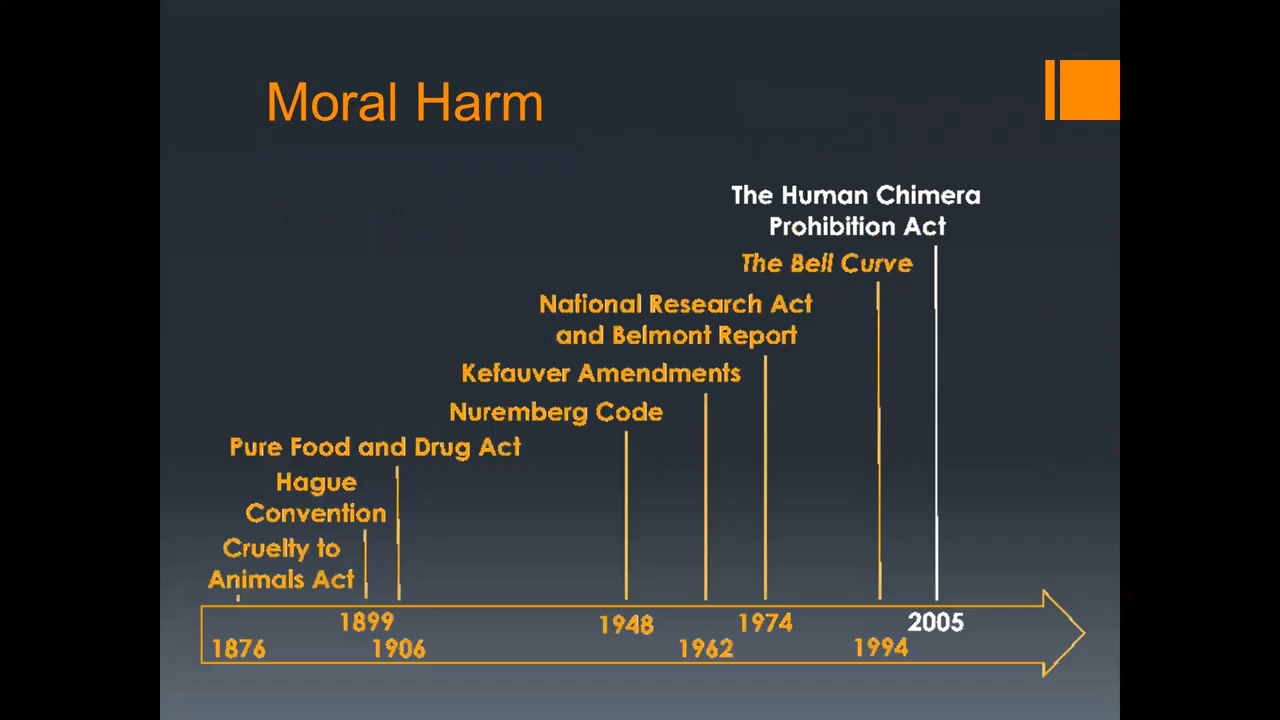 Moral Harm
The Human Chimera
Prohibition Act
The Bell Curve
National Research Act
and Belmont Report
Kefauver Amendments
Nuremberg Code
Pure Food and Drug Act
Hague
Convention
Cruelty to
Animals Act
1876
1899
1906
1948
1962
1974
1994
2005